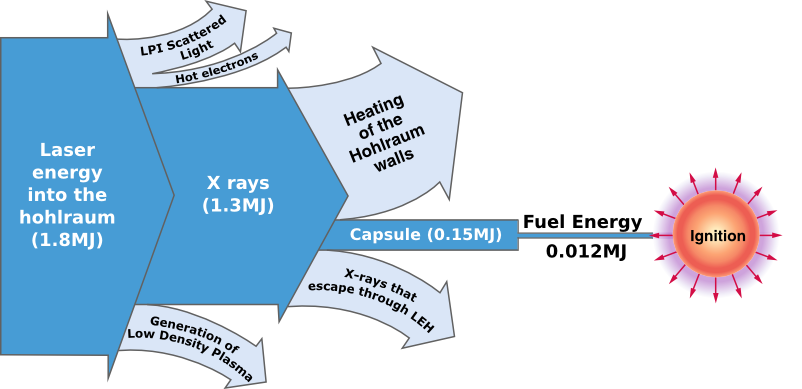 LPI Scattered
Light
Hot electrons
Laser
energy
into the
hohlraum
(1.8MJ)
X rays
(1.3MJ)
Heating
of the
Hohlraum
walls
Capsule (0.15MJ)
Fuel Energy
0.012MJ
Ignition
X-rays that
escape through LEH
Generation of
Low Density Plasma